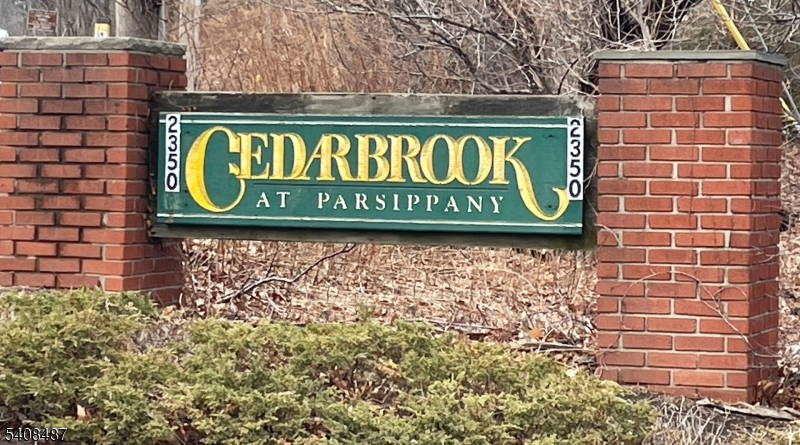 2350
CEDARBROOK
AT PARSIPPANY
2350
5408487